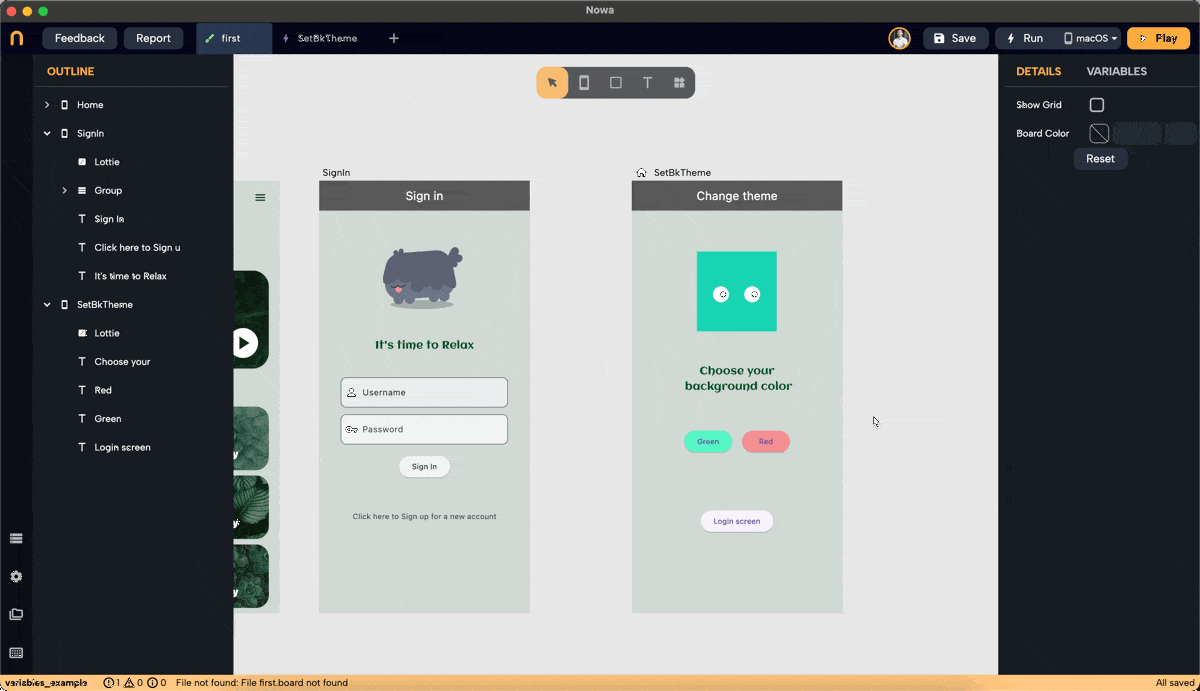 Nowa
Feedback
Report
first
SetBkTheme
Save
Run
macOS
Play
OUTLINE
Home
SignIn
Lottie
Group
Sign In
Click here to Sign u
It's time to Relax
SetBkTheme
Lottie
Choose your
Red
Green
Login screen
SignIn
Sign in
It's time to Relax
Username
Password
Sign In
Click here to Sign up for a new account
SetBkTheme
Change theme
Choose your
background color
Green
Red
Login screen
DETAILS
VARIABLES
Show Grid
Board Color
Reset
variables_example
1
0
0
File not found: File first.board not found
All saved